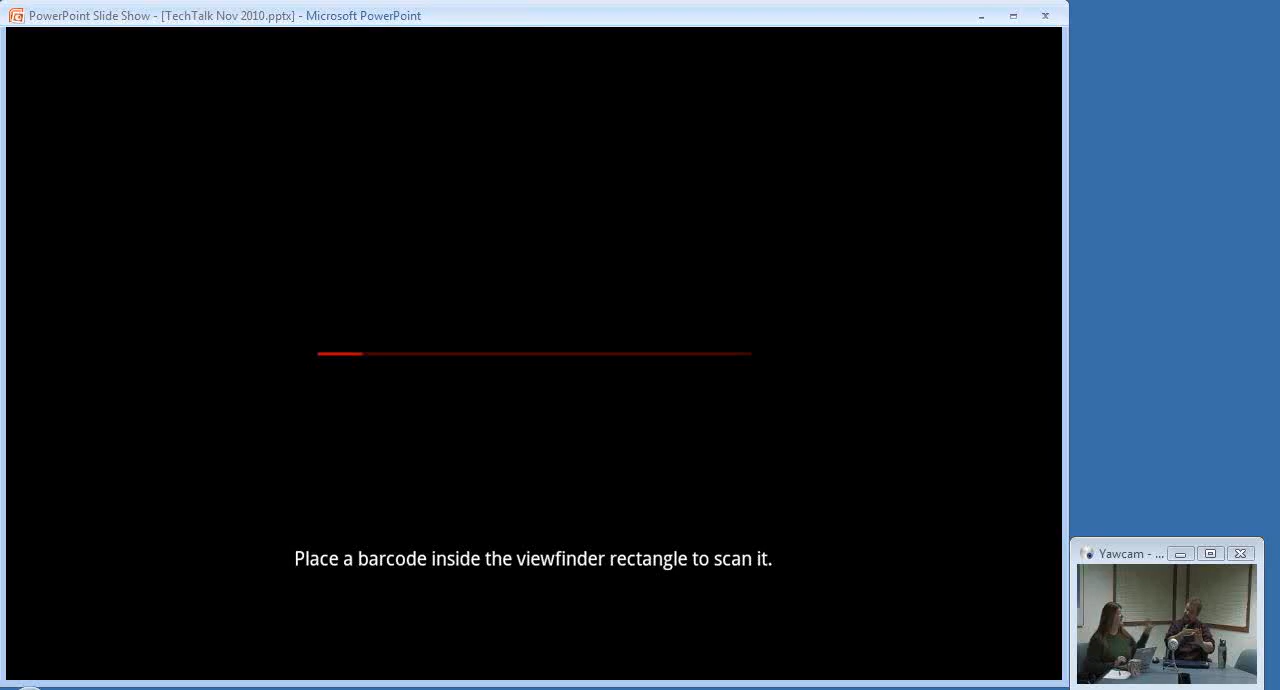 PowerPoint Slide Show - [TechTalk Nov 2010.pptx] - Microsoft PowerPoint
Place a barcode inside the viewfinder rectangle to scan it.
Yawcam - ...